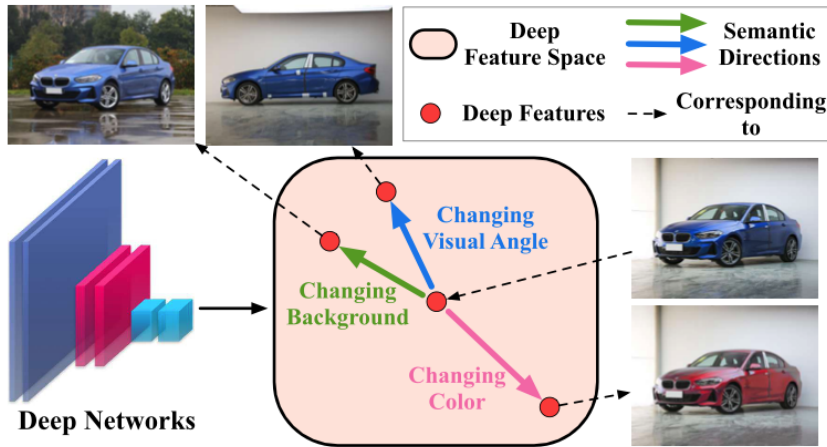 Deep
Feature Space
Semantic
Directions
Deep Features
Corresponding
to
Changing
Visual Angle
Changing
Background
Changing
Color
Deep Networks